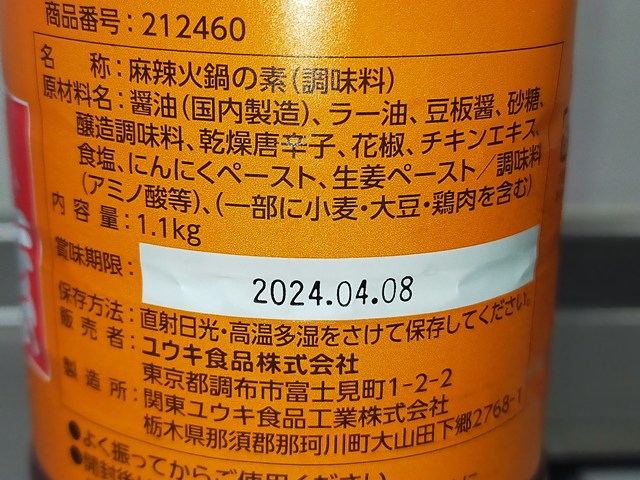 商品番号：212460
名　　称：麻辣火鍋の素（調味料）
原材料名：醤油（国内製造）、ラー油、豆板醤、砂糖、
醸造調味料、乾燥唐辛子、花椒、チキンエキス、
食塩、にんにくペースト、生姜ペースト／調味料
（アミノ酸等）、（一部に小麦・大豆・鶏肉を含む）
内 容 量：1.1kg
賞味期限：
2024.04.08
保存方法：直射日光・高温多湿をさけて保存してください。
販 売 者：ユウキ食品株式会社
東京都調布市富士見町1-2-2
製 造 所：関東ユウキ食品工業株式会社
栃木県那須郡那珂川町大山田下郷2768-1
●よく振ってからご使用ください
●開封後は